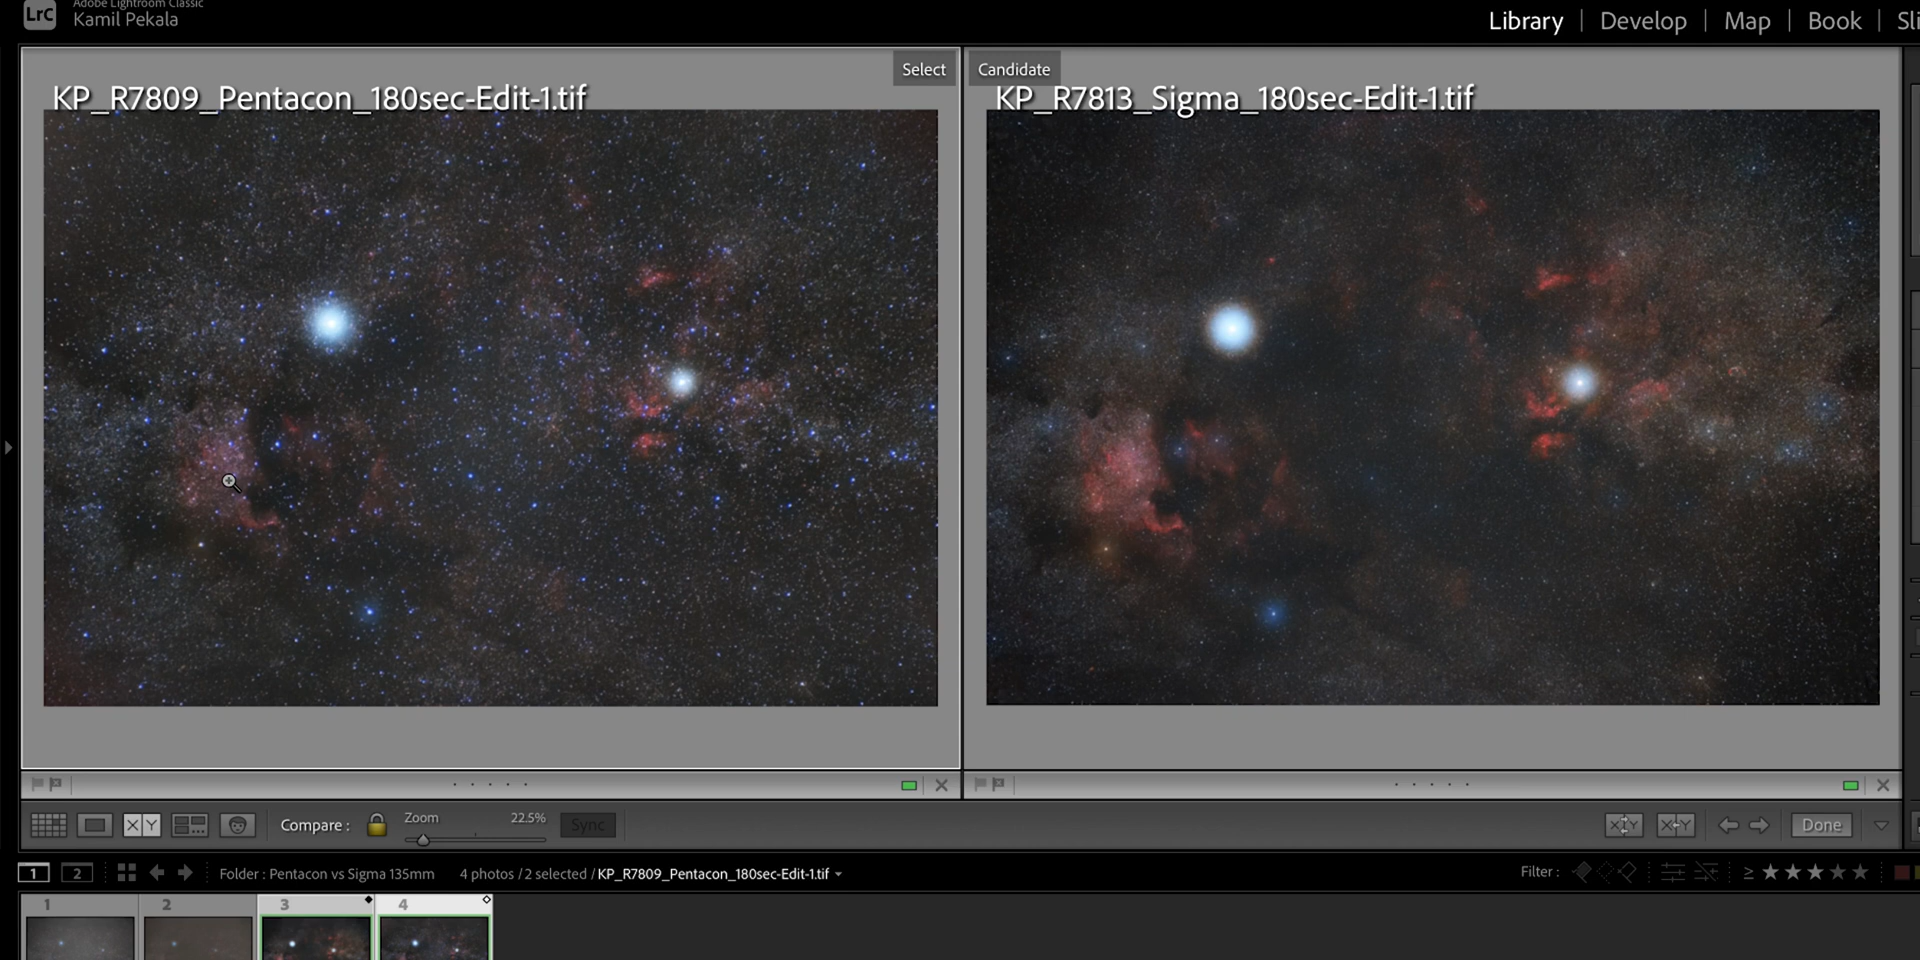 LrC
Adobe Lightroom Classic
Kamil Pekala
Library | Develop | Map | Book |
Select
Candidate
KP_R7809_Pentacon_180sec-Edit-1.tif
KP_R7813_Sigma_180sec-Edit-1.tif
XY
Compare :
Zoom
22.5%
Sync
X Y
X Y
Done
1
2
Folder : Pentacon vs Sigma 135mm
4 photos / 2 selected / KP_R7809_Pentacon_180sec-Edit-1.tif
Filter :
≥ ★ ★ ★ ★ ★
1
2
3
4